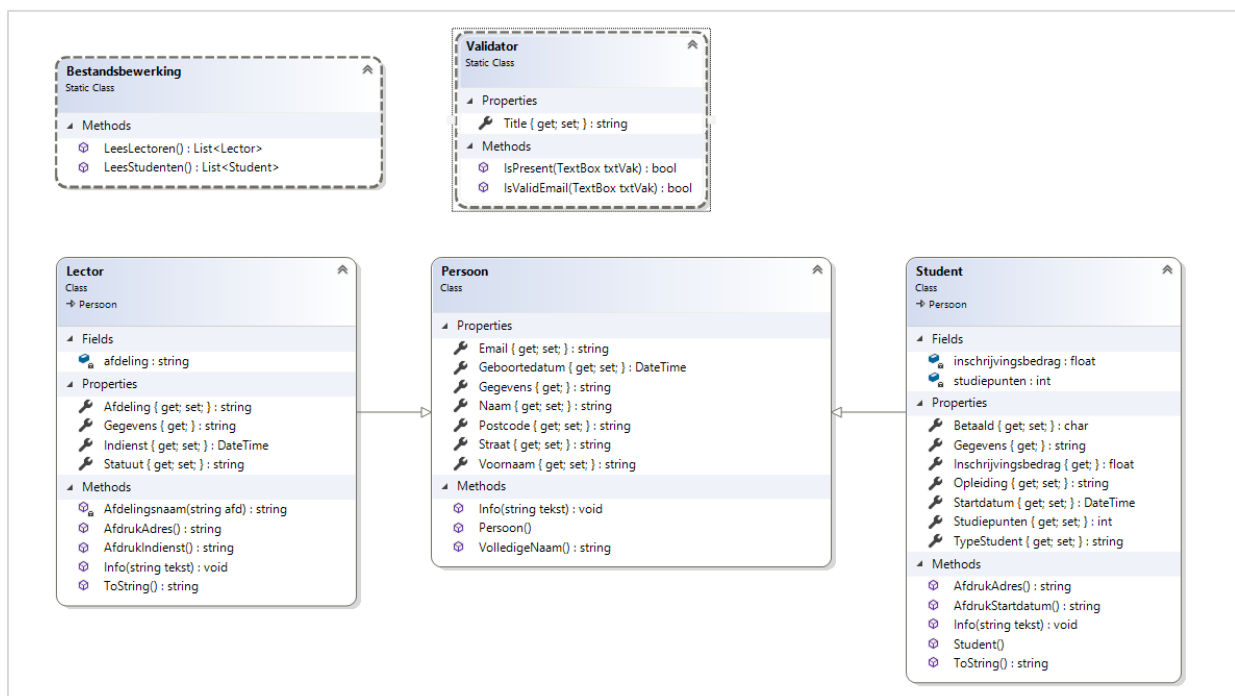 Bestandsbewerking
Static Class
Methods
LeesLectoren() : List<Lector>
LeesStudenten() : List<Student>
Validator
Static Class
Properties
Title { get; set; } : string
Methods
IsPresent(TextBox txtVak) : bool
IsValidEmail(TextBox txtVak) : bool
Lector
Class
Persoon
Fields
afdeling : string
Properties
Afdeling { get; set; } : string
Gegevens { get; } : string
Indienst { get; set; } : DateTime
Statuut { get; set; } : string
Methods
Afdelingsnaam(string afd) : string
AfdrukAdres() : string
AfdrukIndienst() : string
Info(string tekst) : void
ToString() : string
Persoon
Class
Properties
Email { get; set; } : string
Geboortedatum { get; set; } : DateTime
Gegevens { get; } : string
Naam { get; set; } : string
Postcode { get; set; } : string
Straat { get; set; } : string
Voornaam { get; set; } : string
Methods
Info(string tekst) : void
Persoon()
VolledigeNaam() : string
Student
Class
Persoon
Fields
inschrijvingsbedrag : float
studiepunten : int
Properties
Betaald { get; set; } : char
Gegevens { get; } : string
Inschrijvingsbedrag { get; } : float
Opleiding { get; set; } : string
Startdatum { get; set; } : DateTime
Studiepunten { get; set; } : int
TypeStudent { get; set; } : string
Methods
AfdrukAdres() : string
AfdrukStartdatum() : string
Info(string tekst) : void
Student()
ToString() : string